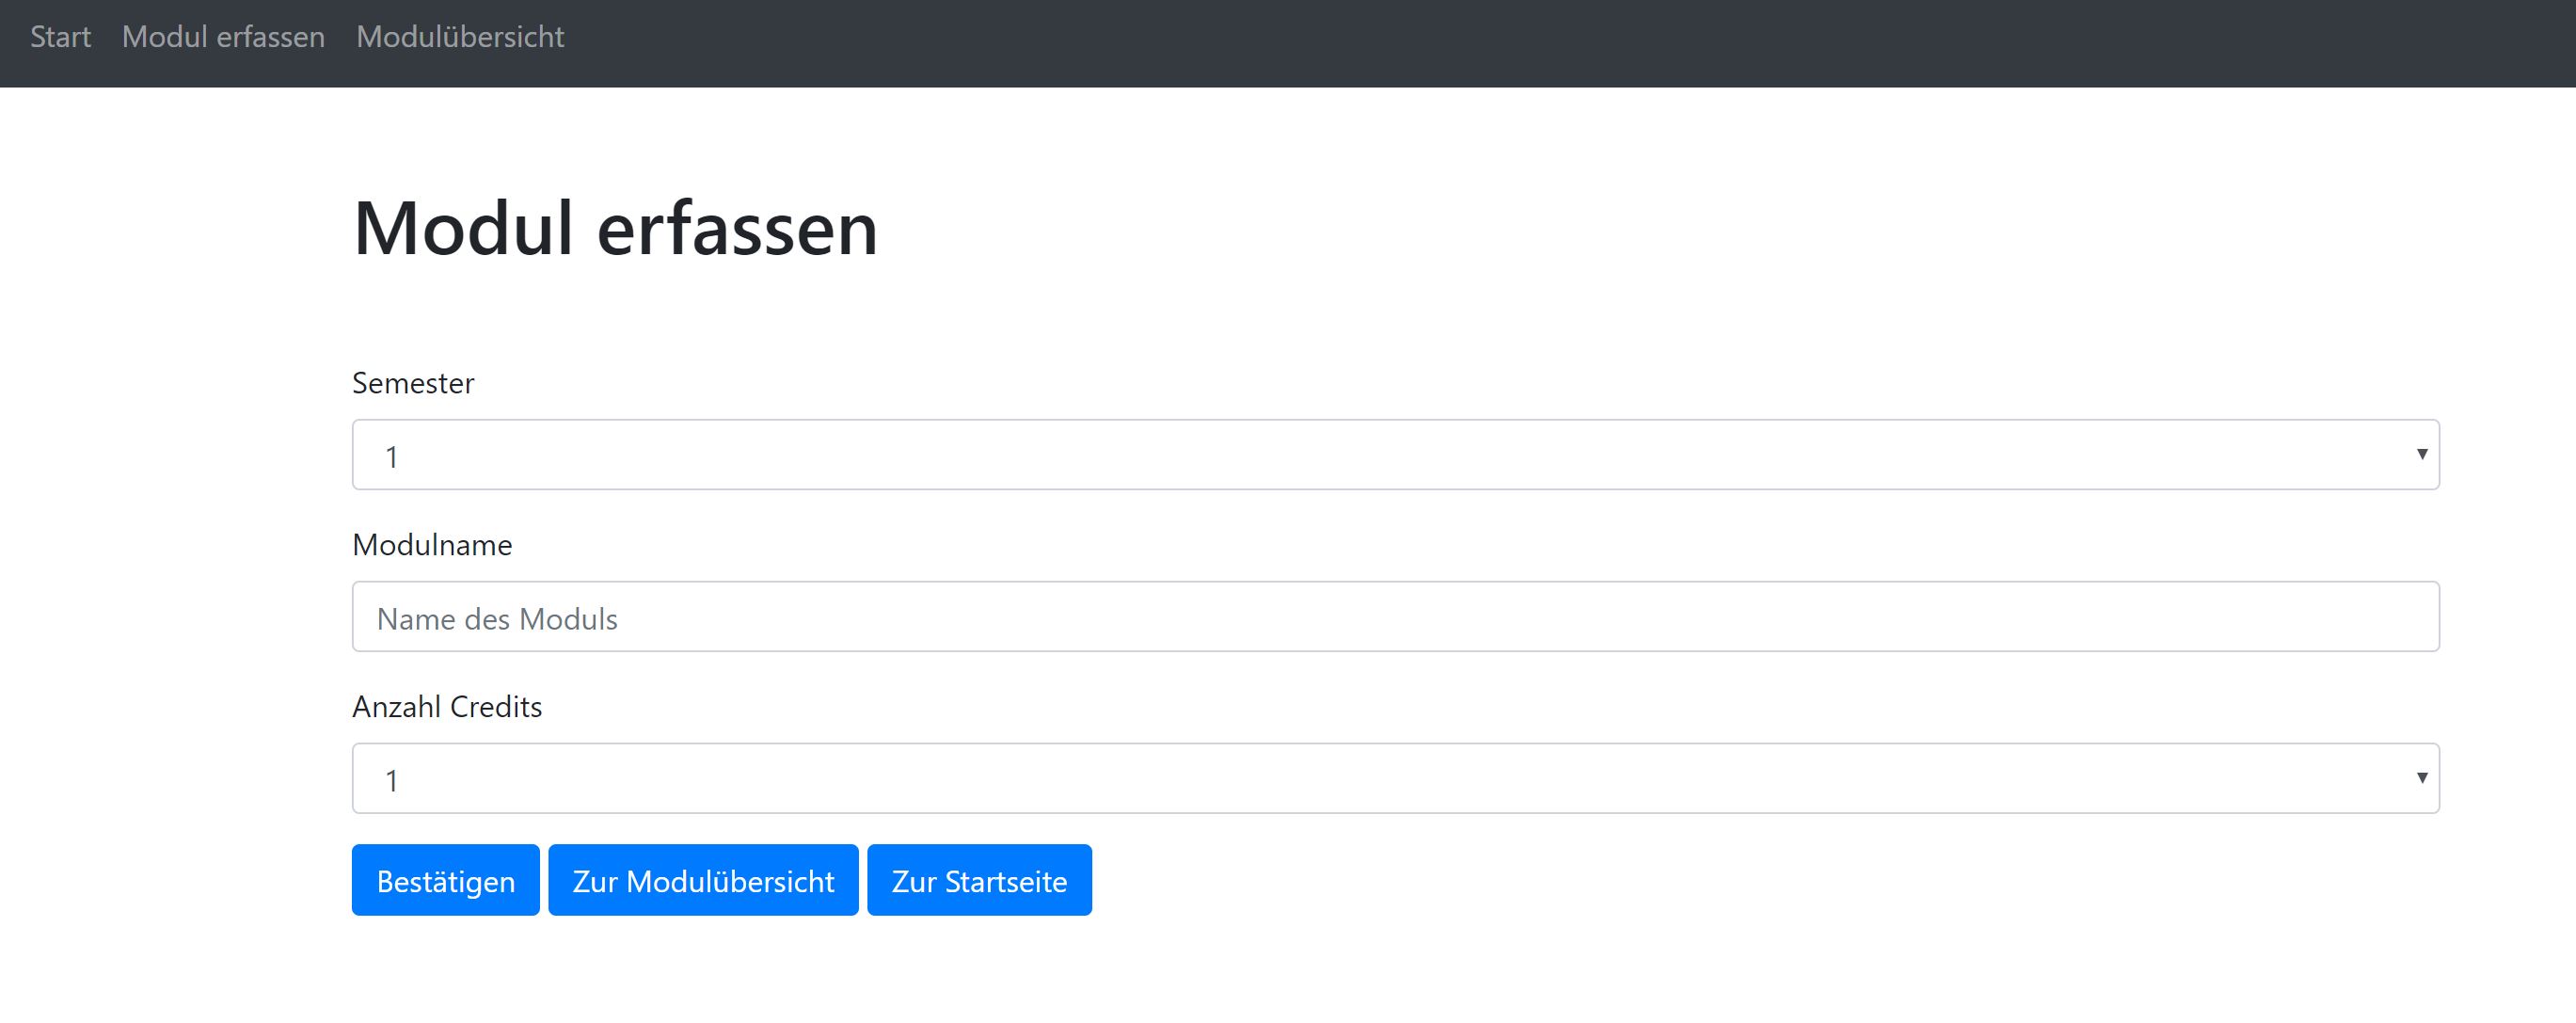 Start Modul erfassen Modulübersicht
Modul erfassen
Semester
1
Modulname
Name des Moduls
Anzahl Credits
1
Bestätigen Zur Modulübersicht Zur Startseite